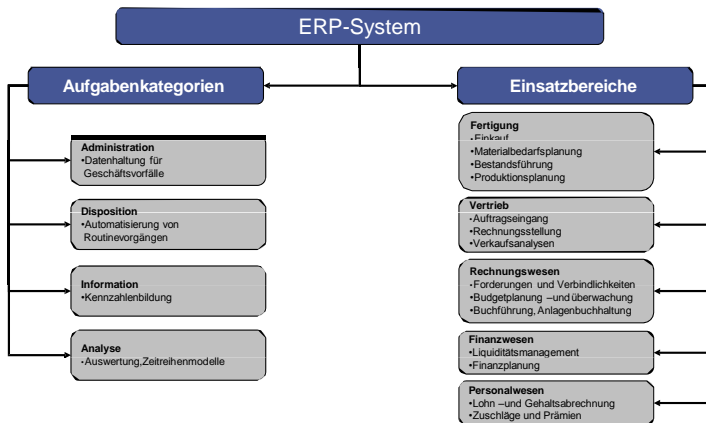 ERP-System
Aufgabenkategorien
Administration
•Datenhaltung für
Geschäftsvorfälle
Disposition
•Automatisierung von
Routinevorgängen
Information
•Kennzahlenbildung
Analyse
•Auswertung,Zeitreihenmodelle
Einsatzbereiche
Fertigung
•Einkauf
•Materialbedarfsplanung
•Bestandsführung
•Produktionsplanung
Vertrieb
•Auftragseingang
•Rechnungsstellung
•Verkaufsanalysen
Rechnungswesen
•Forderungen und Verbindlichkeiten
•Budgetplanung –und überwachung
•Buchführung, Anlagenbuchhaltung
Finanzwesen
•Liquiditätsmanagement
•Finanzplanung
Personalwesen
•Lohn –und Gehaltsabrechnung
•Zuschläge und Prämien